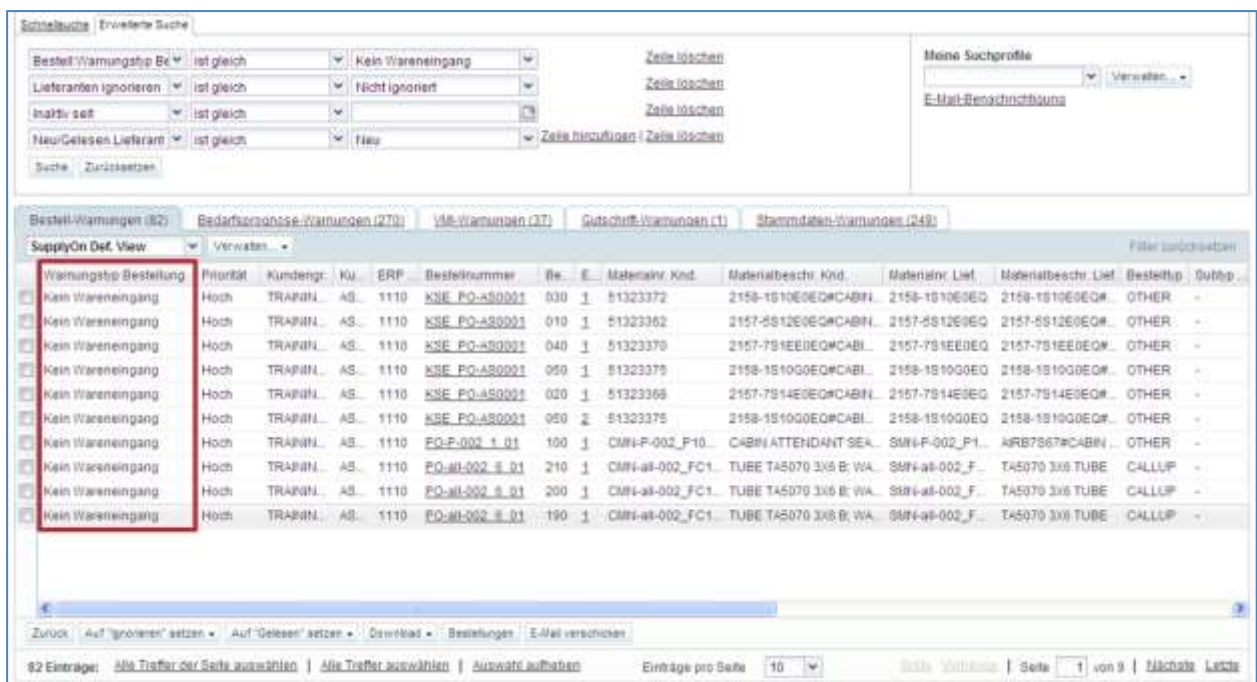 Schnellsuche Erweiterte Suche
Bestell:Warnungstyp Be ist gleich Kein Wareneingang Zeile löschen
Meine Suchprofile
Lieferanten ignorieren ist gleich Nicht ignoriert Zeile löschen
Verwalten...
Inaktiv seit ist gleich Zeile löschen
E-Mail-Benachrichtigung
Neu/Gelesen Lieferant ist gleich Neu Zeile hinzufügen | Zeile löschen
Suche Zurücksetzen
Bestell-Warnungen (82) Bedarfsprognose-Warnungen (270) VMI-Warnungen (37) Gutschrift-Warnungen (1) Stammdaten-Warnungen (249)
SupplyOn Def. View Verwalten... Filter zurücksetzen
Warnungstyp Bestellung Priorität Kundengr. Ku... ERP ... Bestellnummer Be... E... Materialnr. Knd. Materialbeschr. Knd. Materialnr. Lief. Materialbeschr. Lief. Bestelltyp Subtyp ...
Kein Wareneingang Hoch TRAININ... AS... 1110 KSE_PO-AS0001 030 1 51323372 2158-1S10E0EQ#CABIN... 2158-1S10E0EQ 2158-1S10E0EQ#... OTHER -
Kein Wareneingang Hoch TRAININ... AS... 1110 KSE_PO-AS0001 010 1 51323362 2157-5S12E0EQ#CABIN... 2157-5S12E0EQ 2157-5S12E0EQ#... OTHER -
Kein Wareneingang Hoch TRAININ... AS... 1110 KSE_PO-AS0001 040 1 51323370 2157-7S1EE0EQ#CABI... 2157-7S1EE0EQ 2157-7S1EE0EQ#... OTHER -
Kein Wareneingang Hoch TRAININ... AS... 1110 KSE_PO-AS0001 050 1 51323375 2158-1S10G0EQ#CABI... 2158-1S10G0EQ 2158-1S10G0EQ#... OTHER -
Kein Wareneingang Hoch TRAININ... AS... 1110 KSE_PO-AS0001 020 1 51323368 2157-7S14E0EQ#CABI... 2157-7S14E0EQ 2157-7S14E0EQ#... OTHER -
Kein Wareneingang Hoch TRAININ... AS... 1110 KSE_PO-AS0001 050 2 51323375 2158-1S10G0EQ#CABI... 2158-1S10G0EQ 2158-1S10G0EQ#... OTHER -
Kein Wareneingang Hoch TRAININ... AS... 1110 PO-P-002_1_01 100 1 CMN-P-002_P10... CABIN ATTENDANT SEA... SMN-P-002_P1... AIRB7867#CABIN... OTHER -
Kein Wareneingang Hoch TRAININ... AS... 1110 PO-all-002_6_01 210 1 CMN-all-002_FC1... TUBE TA5070 3X6 B; WA... SMN-all-002_F... TA5070 3X6 TUBE CALLUP -
Kein Wareneingang Hoch TRAININ... AS... 1110 PO-all-002_6_01 200 1 CMN-all-002_FC1... TUBE TA5070 3X6 B; WA... SMN-all-002_F... TA5070 3X6 TUBE CALLUP -
Kein Wareneingang Hoch TRAININ... AS... 1110 PO-all-002_6_01 190 1 CMN-all-002_FC1... TUBE TA5070 3X6 B; WA... SMN-all-002_F... TA5070 3X6 TUBE CALLUP -
Zurück Auf "Ignorieren" setzen Auf "Gelesen" setzen Download Bestellungen E-Mail verschicken
82 Einträge: Alle Treffer der Seite auswählen | Alle Treffer auswählen | Auswahl aufheben Einträge pro Seite 10 Erste Vorherige | Seite 1 von 9 | Nächste Letzte